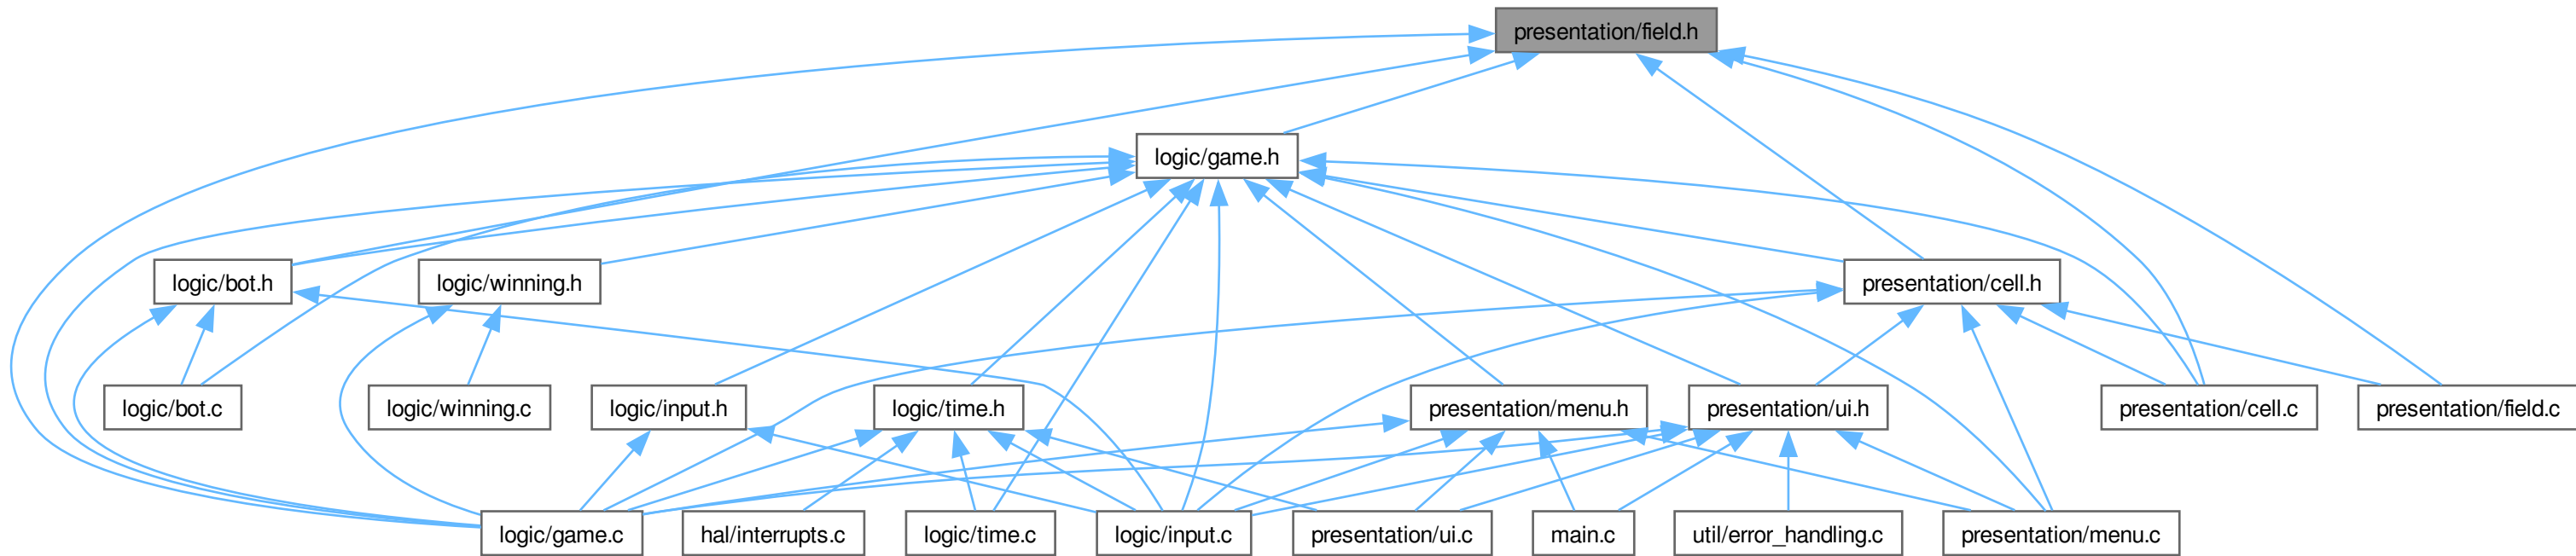 presentation/field.h
logic/game.h
logic/bot.h
logic/winning.h
presentation/cell.h
logic/bot.c
logic/winning.c
logic/input.h
logic/time.h
presentation/menu.h
presentation/ui.h
presentation/cell.c
presentation/field.c
logic/game.c
hal/interrupts.c
logic/time.c
logic/input.c
presentation/ui.c
main.c
util/error_handling.c
presentation/menu.c